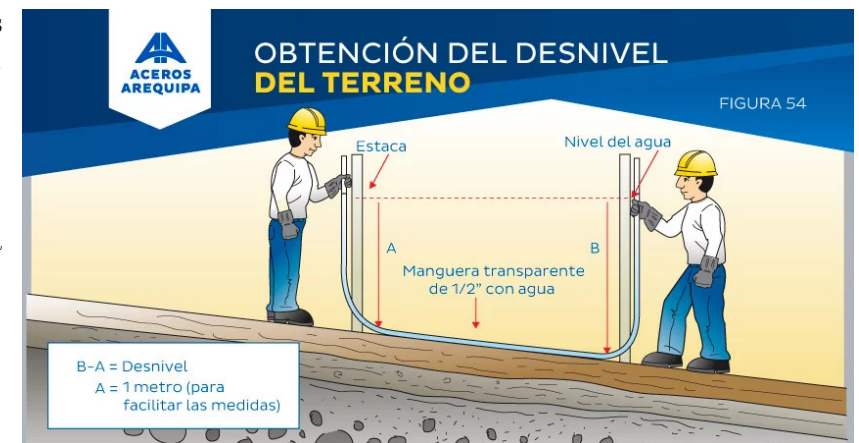 ACEROS
AREQUIPA
OBTENCIÓN DEL DESNIVEL
DEL TERRENO
FIGURA 54
Estaca
Nivel del agua
A
B
Manguera transparente
de 1/2” con agua
B-A = Desnivel
A = 1 metro (para
facilitar las medidas)